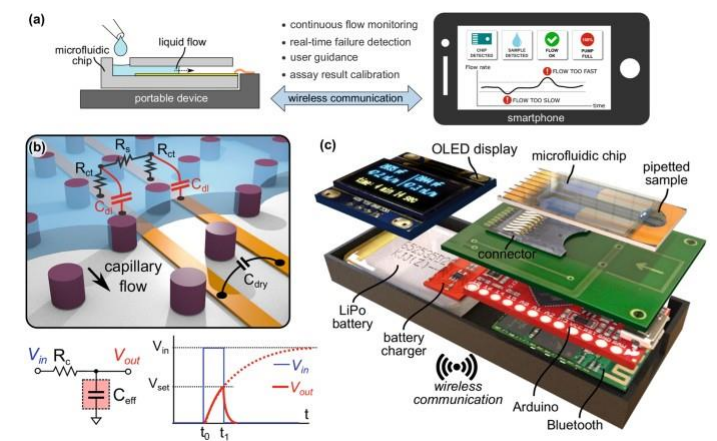 (a)
microfluidic
chip
liquid flow
portable device
• continuous flow monitoring
• real-time failure detection
• user guidance
• assay result calibration
wireless communication
CHIP
DETECTED
SAMPLE
DETECTED
FLOW
OK
100%
PUMP
FULL
Flow rate
! FLOW TOO FAST
! FLOW TOO SLOW
time
smartphone
(b)
Rs
Rct
Rct
Cdl
Cdl
capillary
flow
Cdry
Vin
Rc
Vout
Ceff
Vin
Vset
Vin
Vout
t0
t1
t
(c)
OLED display
microfluidic chip
pipetted
sample
connector
LiPo
battery
battery
charger
wireless
communication
Arduino
Bluetooth